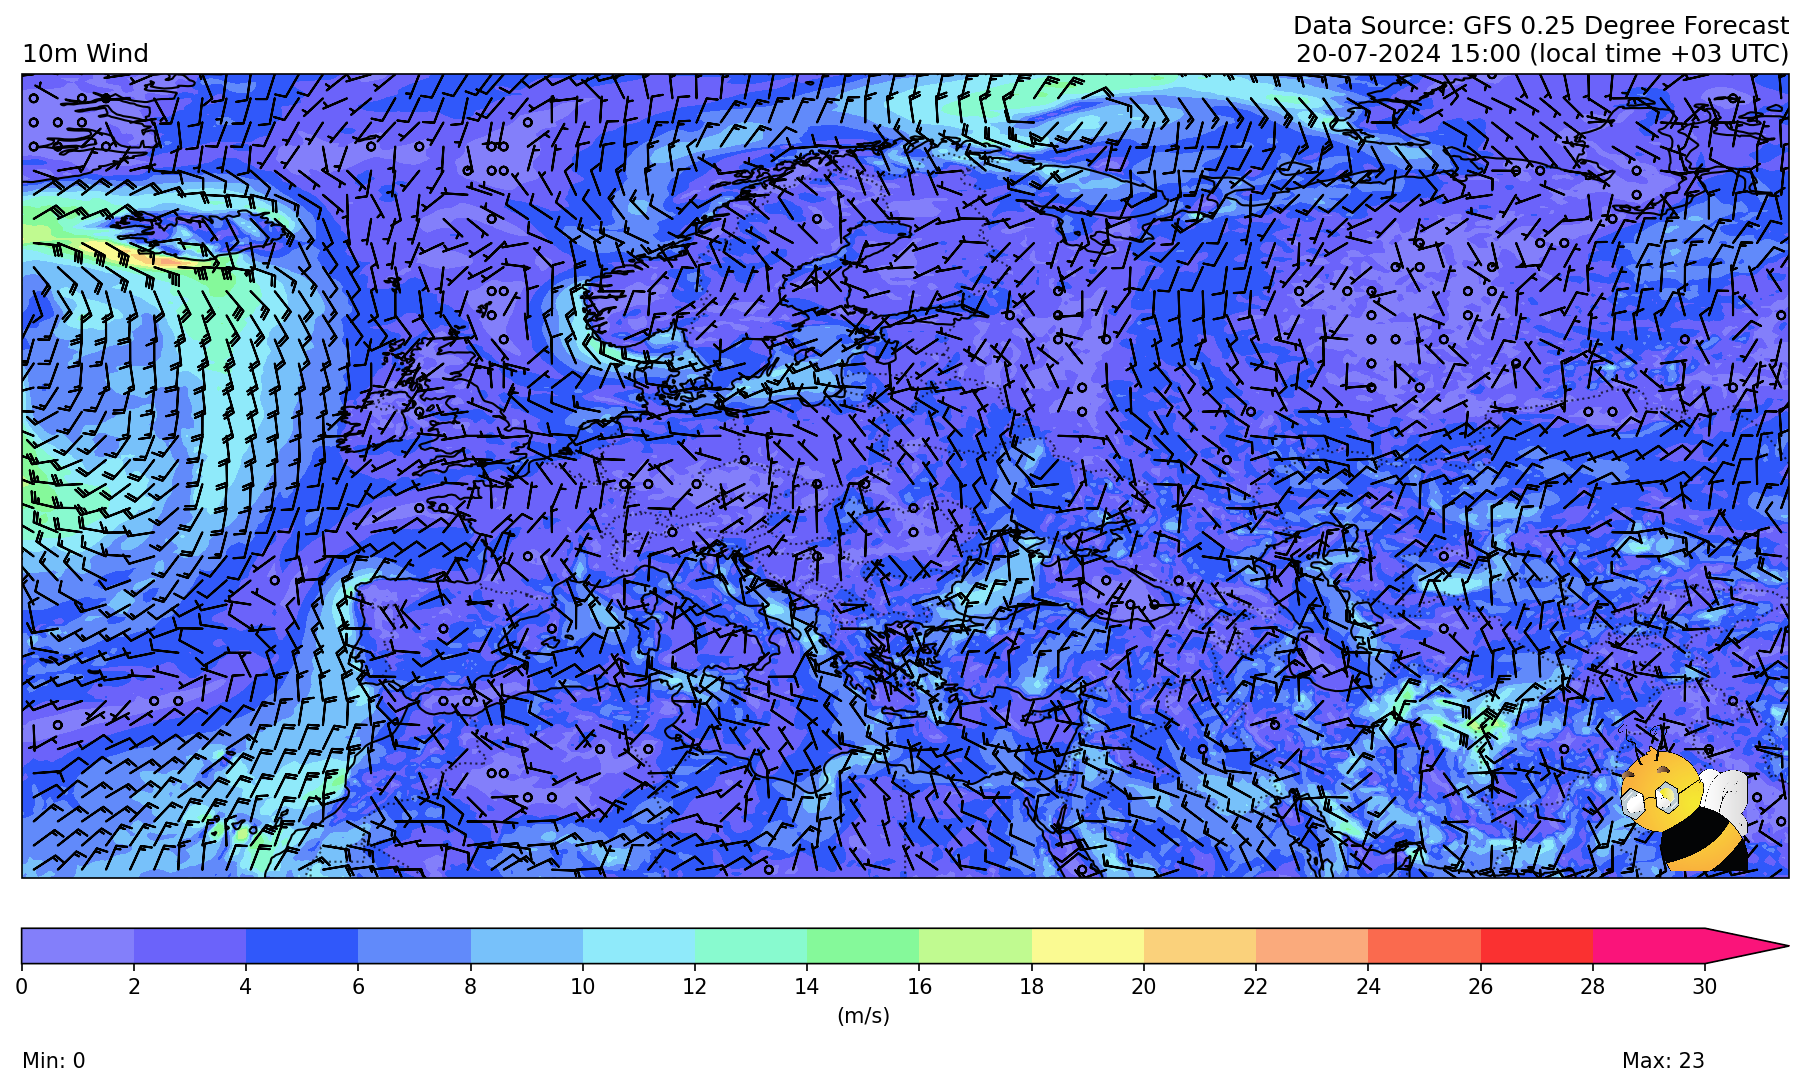 Data Source: GFS 0.25 Degree Forecast
10m Wind
20-07-2024 15:00 (local time +03 UTC)
0 2 4 6 8 10 12 14 16 18 20 22 24 26 28 30
(m/s)
Min: 0
Max: 23